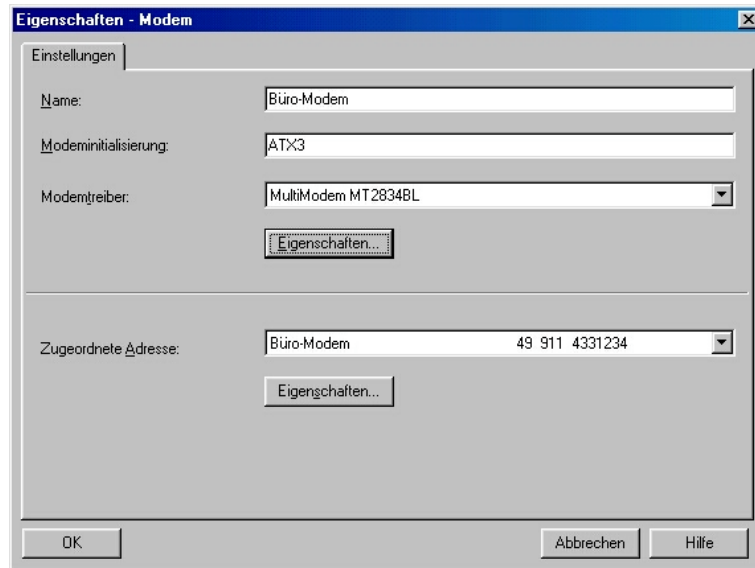 Eigenschaften - Modem
Einstellungen
Name: Büro-Modem
Modeminitialisierung: ATX3
Modemtreiber: MultiModem MT2834BL
Eigenschaften...
Zugeordnete Adresse: Büro-Modem 49 911 4331234
Eigenschaften...
OK Abbrechen Hilfe